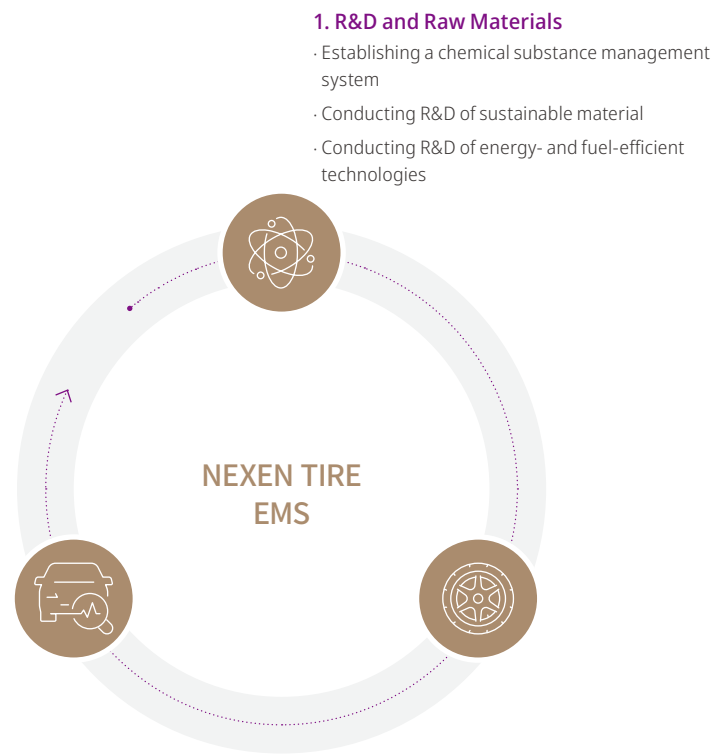 1. R&D and Raw Materials
· Establishing a chemical substance management
system
· Conducting R&D of sustainable material
· Conducting R&D of energy- and fuel-efficient
technologies
NEXEN TIRE
EMS